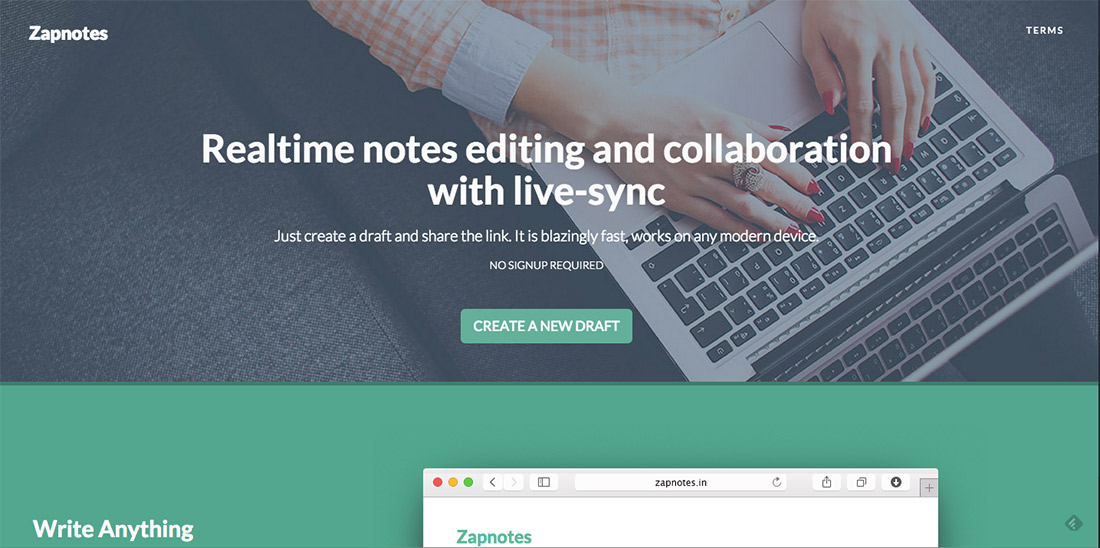 Zapnotes
TERMS
Realtime notes editing and collaboration
with live-sync
Just create a draft and share the link. It is blazingly fast, works on any modern device.
NO SIGNUP REQUIRED
CREATE A NEW DRAFT
zapnotes.in
Write Anything
Zapnotes